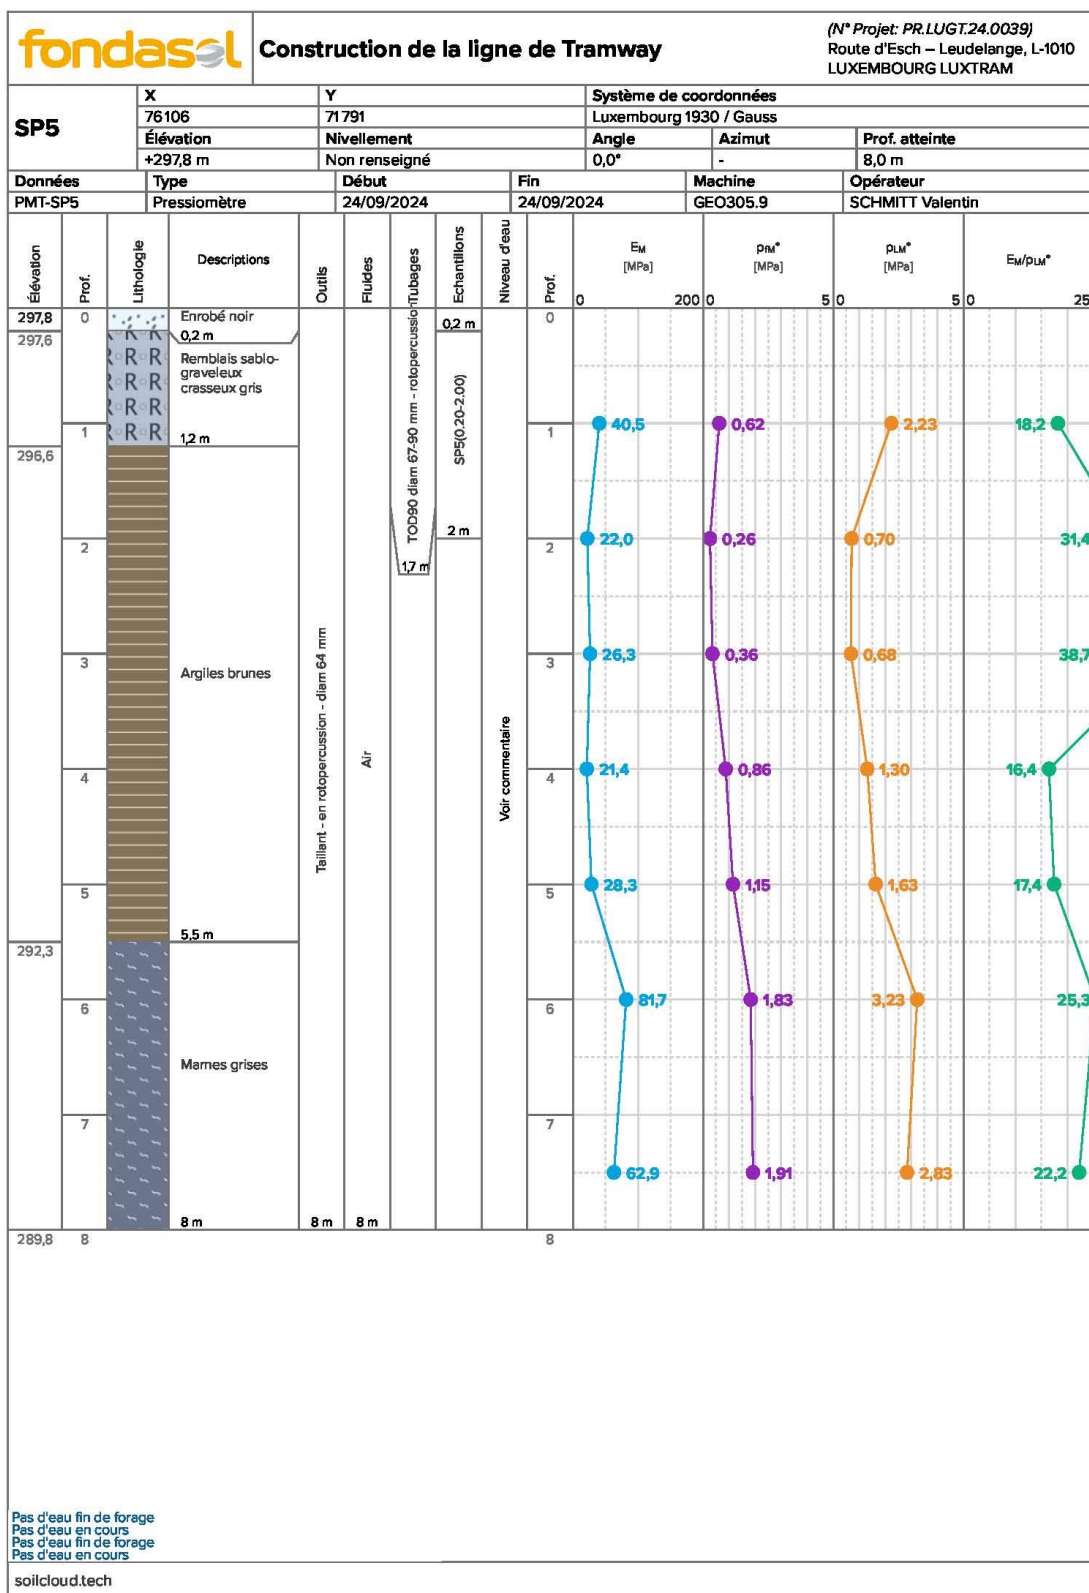 fondasol
Construction de la ligne de Tramway
(N° Projet: PR.LUGT.24.0039)
Route d'Esch – Leudelange, L-1010
LUXEMBOURG LUXTRAM
SP5
X
Y
Système de coordonnées
76106
71791
Luxembourg 1930 / Gauss
Élévation
Nivellement
Angle
Azimut
Prof. atteinte
+297,8 m
Non renseigné
0,0°
-
8,0 m
Données
Type
Début
Fin
Machine
Opérateur
PMT-SP5
Pressiomètre
24/09/2024
24/09/2024
GEO305.9
SCHMITT Valentin
Élévation
Prof.
Lithologie
Descriptions
Outils
Fluides
Tubages
Echantillons
Niveau d'eau
Prof.
EM
[MPa]
pfM*
[MPa]
pLM*
[MPa]
EM/pLM*
0 200
0 5
0 5
0 25
297,8
0
Enrobé noir
0,2 m
0,2 m
0
297,6
Remblais sablo-
graveleux
crasseux gris
R R
R R
R R
R R
R R
TOD90 diam 67-90 mm - rotopercussion
SP5(0.20-2.00)
1
1,2 m
1
40,5
0,62
2,23
18,2
296,6
2 m
2
1,7 m
2
22,0
0,26
0,70
31,4
3
Argiles brunes
3
26,3
0,36
0,68
38,7
Taillant - en rotopercussion - diam 64 mm
Air
Voir commentaire
4
4
21,4
0,86
1,30
16,4
5
5
28,3
1,15
1,63
17,4
5,5 m
292,3
6
6
81,7
1,83
3,23
25,3
Marnes grises
7
7
62,9
1,91
2,83
22,2
8 m
8 m
8 m
289,8
8
8
Pas d'eau fin de forage
Pas d'eau en cours
Pas d'eau fin de forage
Pas d'eau en cours
soilcloud.tech